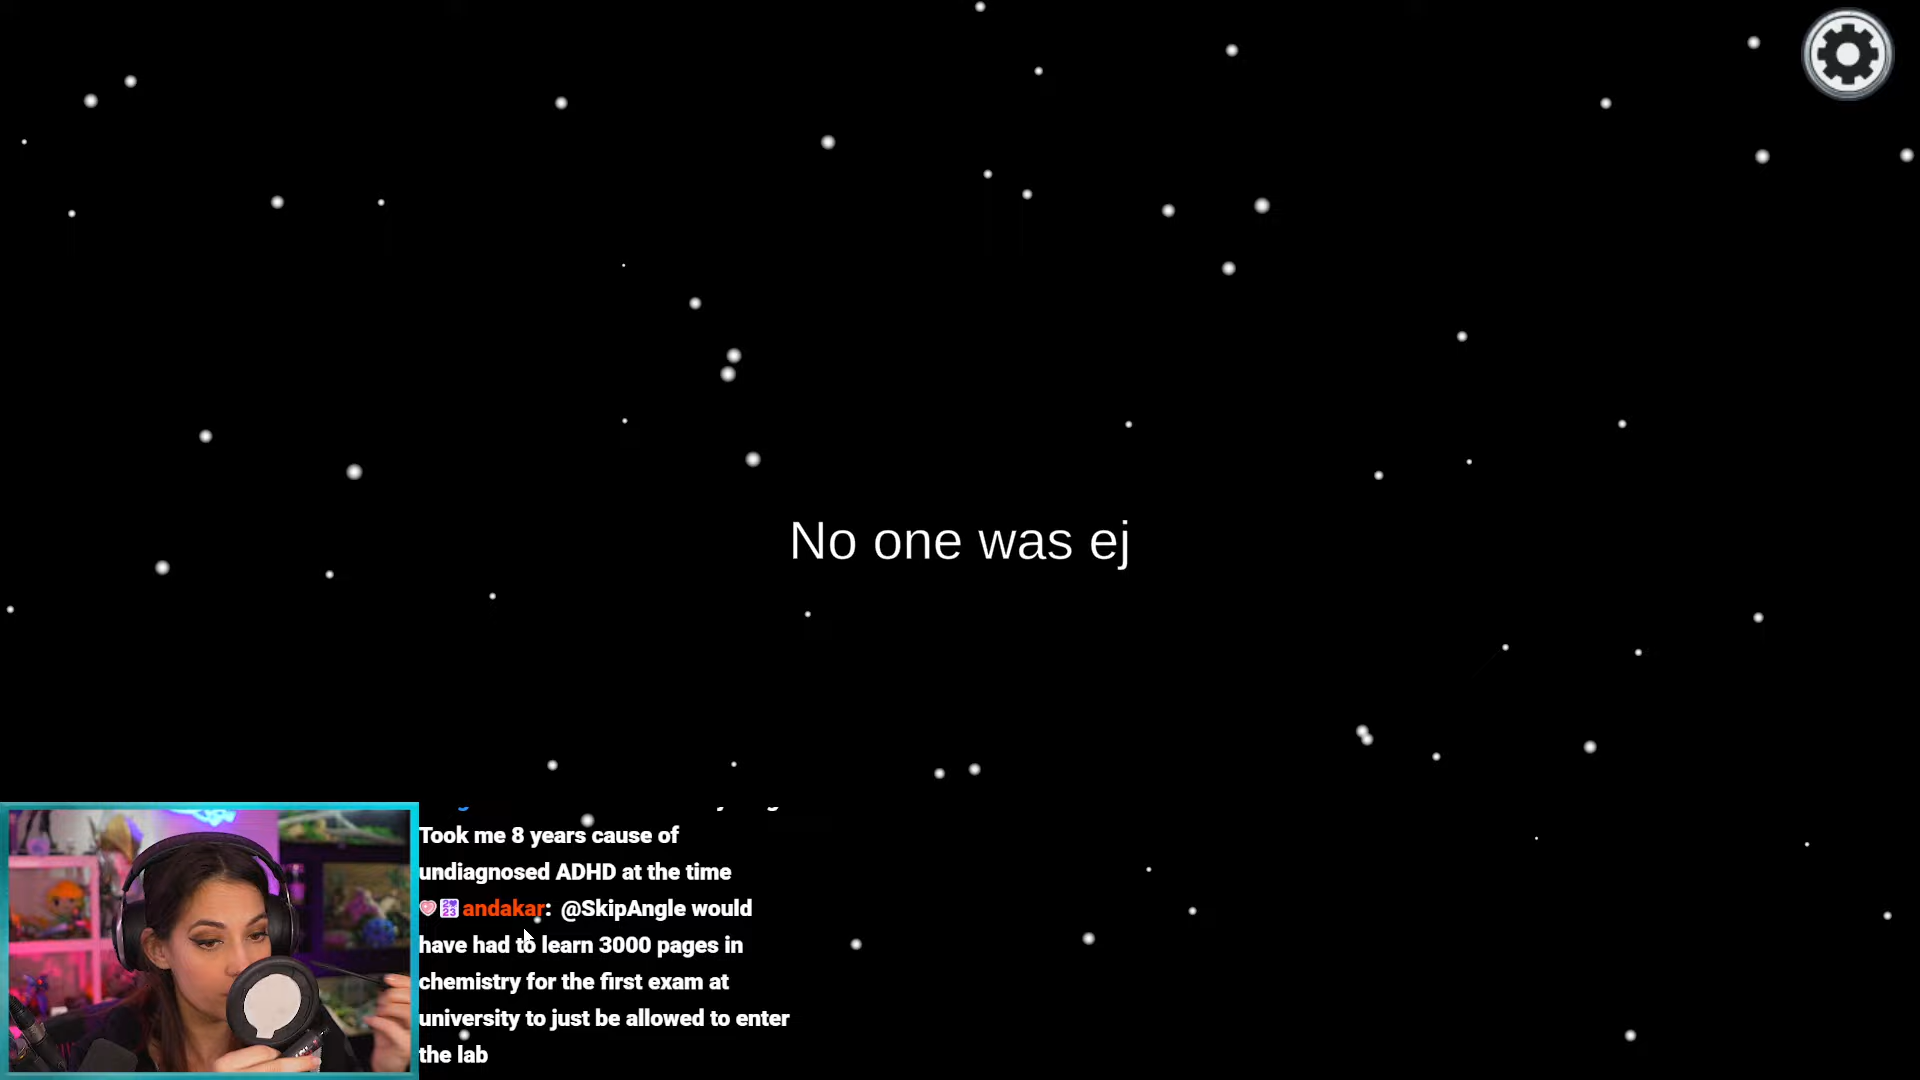 No one was ej
Took me 8 years cause of
undiagnosed ADHD at the time
andakar: @SkipAngle would
have had to learn 3000 pages in
chemistry for the first exam at
university to just be allowed to enter
the lab